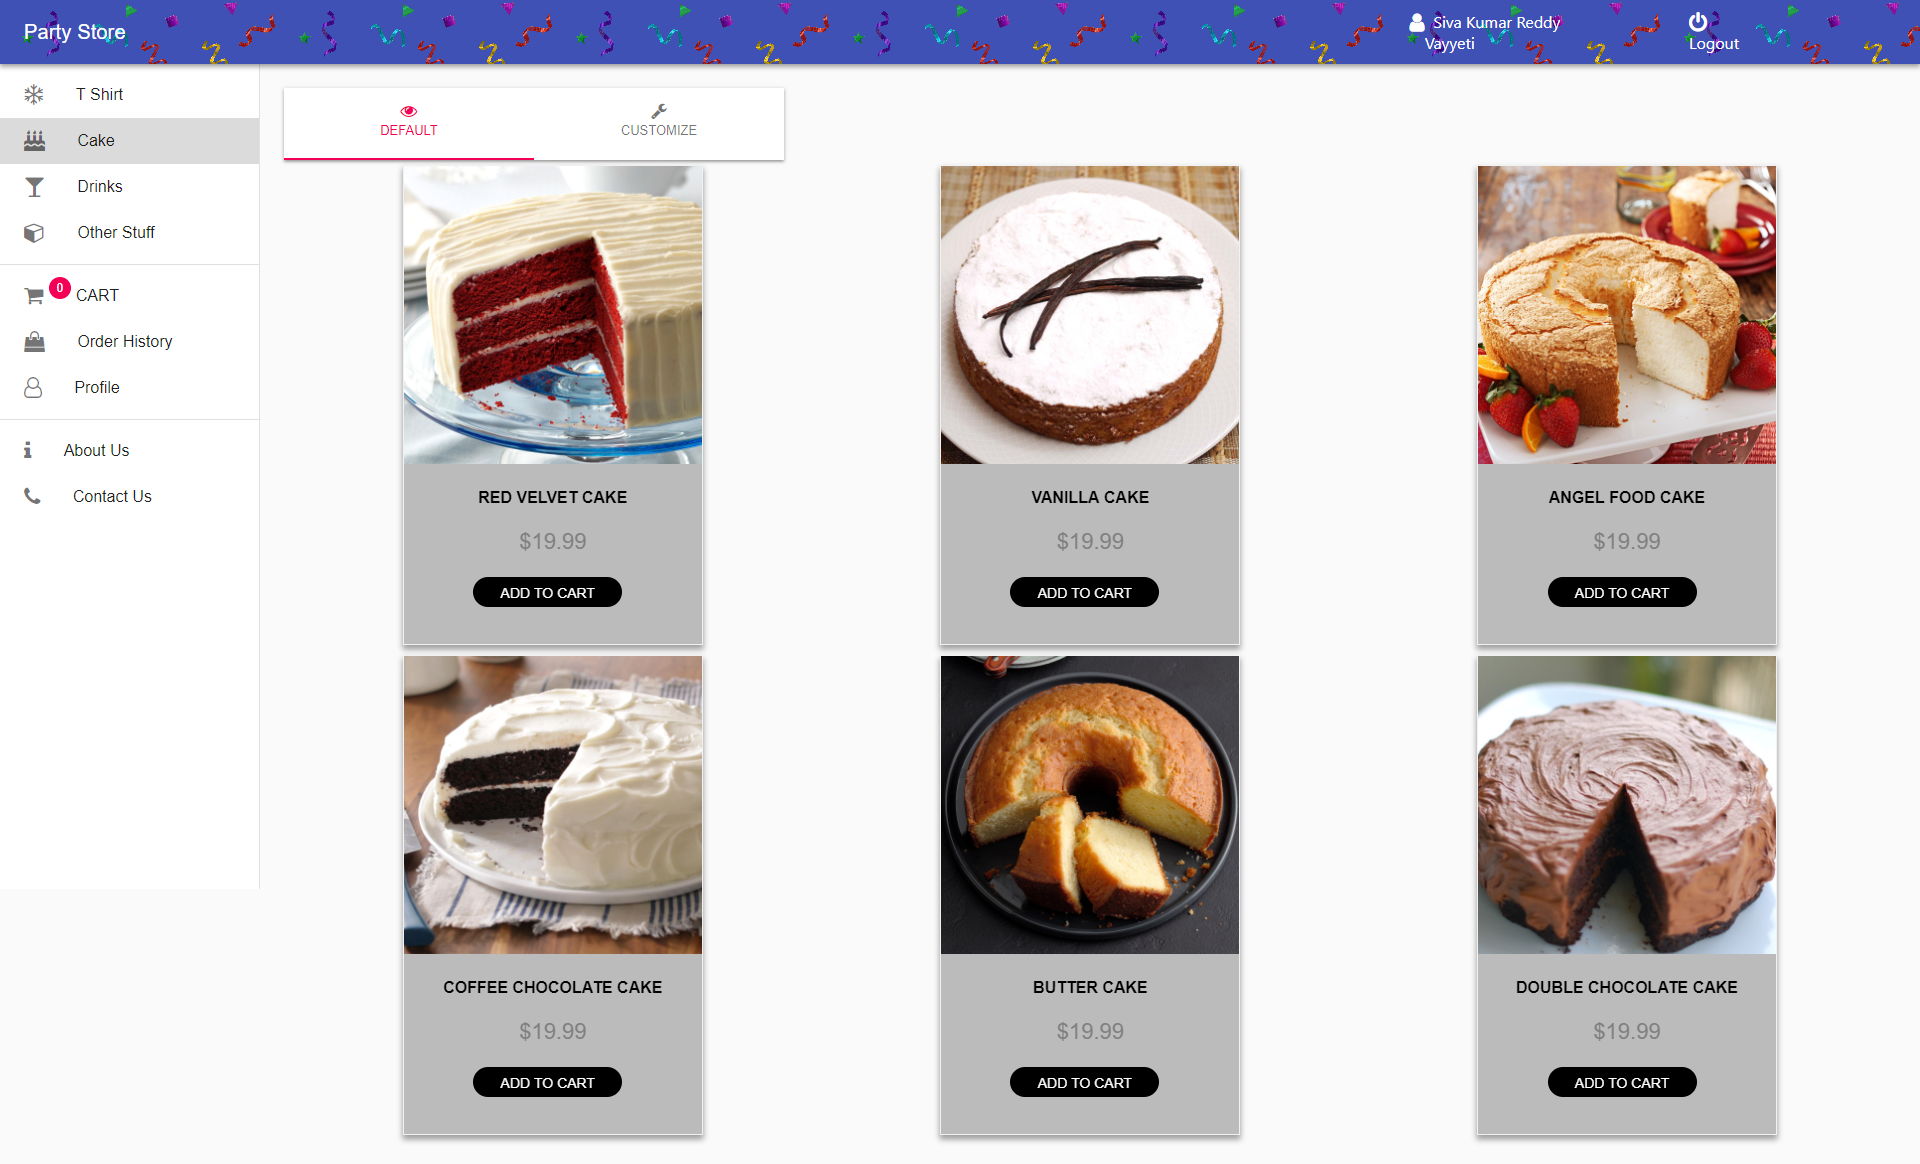 Party Store
Siva Kumar Reddy
Vayyeti
Logout
T Shirt
Cake
Drinks
Other Stuff
0
CART
Order History
Profile
About Us
Contact Us
DEFAULT
CUSTOMIZE
RED VELVET CAKE
$19.99
ADD TO CART
VANILLA CAKE
$19.99
ADD TO CART
ANGEL FOOD CAKE
$19.99
ADD TO CART
COFFEE CHOCOLATE CAKE
$19.99
ADD TO CART
BUTTER CAKE
$19.99
ADD TO CART
DOUBLE CHOCOLATE CAKE
$19.99
ADD TO CART